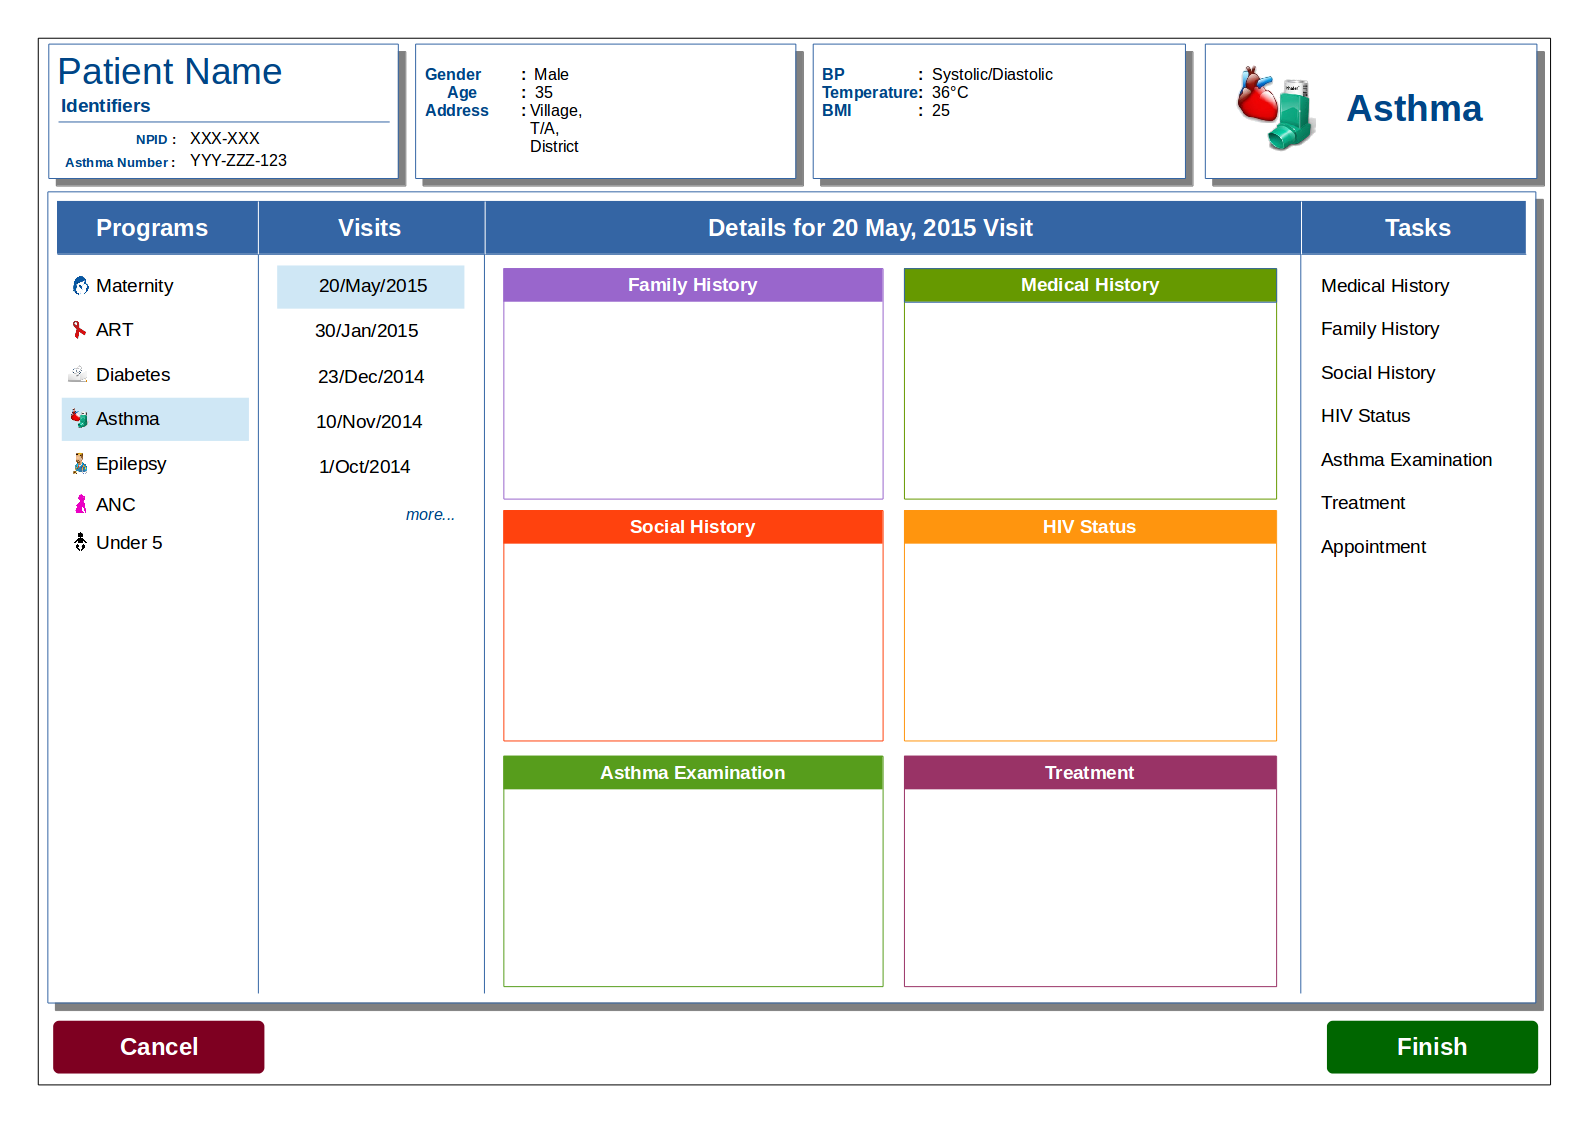 Patient Name
Identifiers
NPID : XXX-XXX
Asthma Number : YYY-ZZZ-123
Gender : Male
Age : 35
Address : Village,
T/A,
District
BP : Systolic/Diastolic
Temperature: 36°C
BMI : 25
Asthma
Programs
Maternity
ART
Diabetes
Asthma
Epilepsy
ANC
Under 5
Visits
20/May/2015
30/Jan/2015
23/Dec/2014
10/Nov/2014
1/Oct/2014
more...
Details for 20 May, 2015 Visit
Family History
Medical History
Social History
HIV Status
Asthma Examination
Treatment
Tasks
Medical History
Family History
Social History
HIV Status
Asthma Examination
Treatment
Appointment
Cancel
Finish